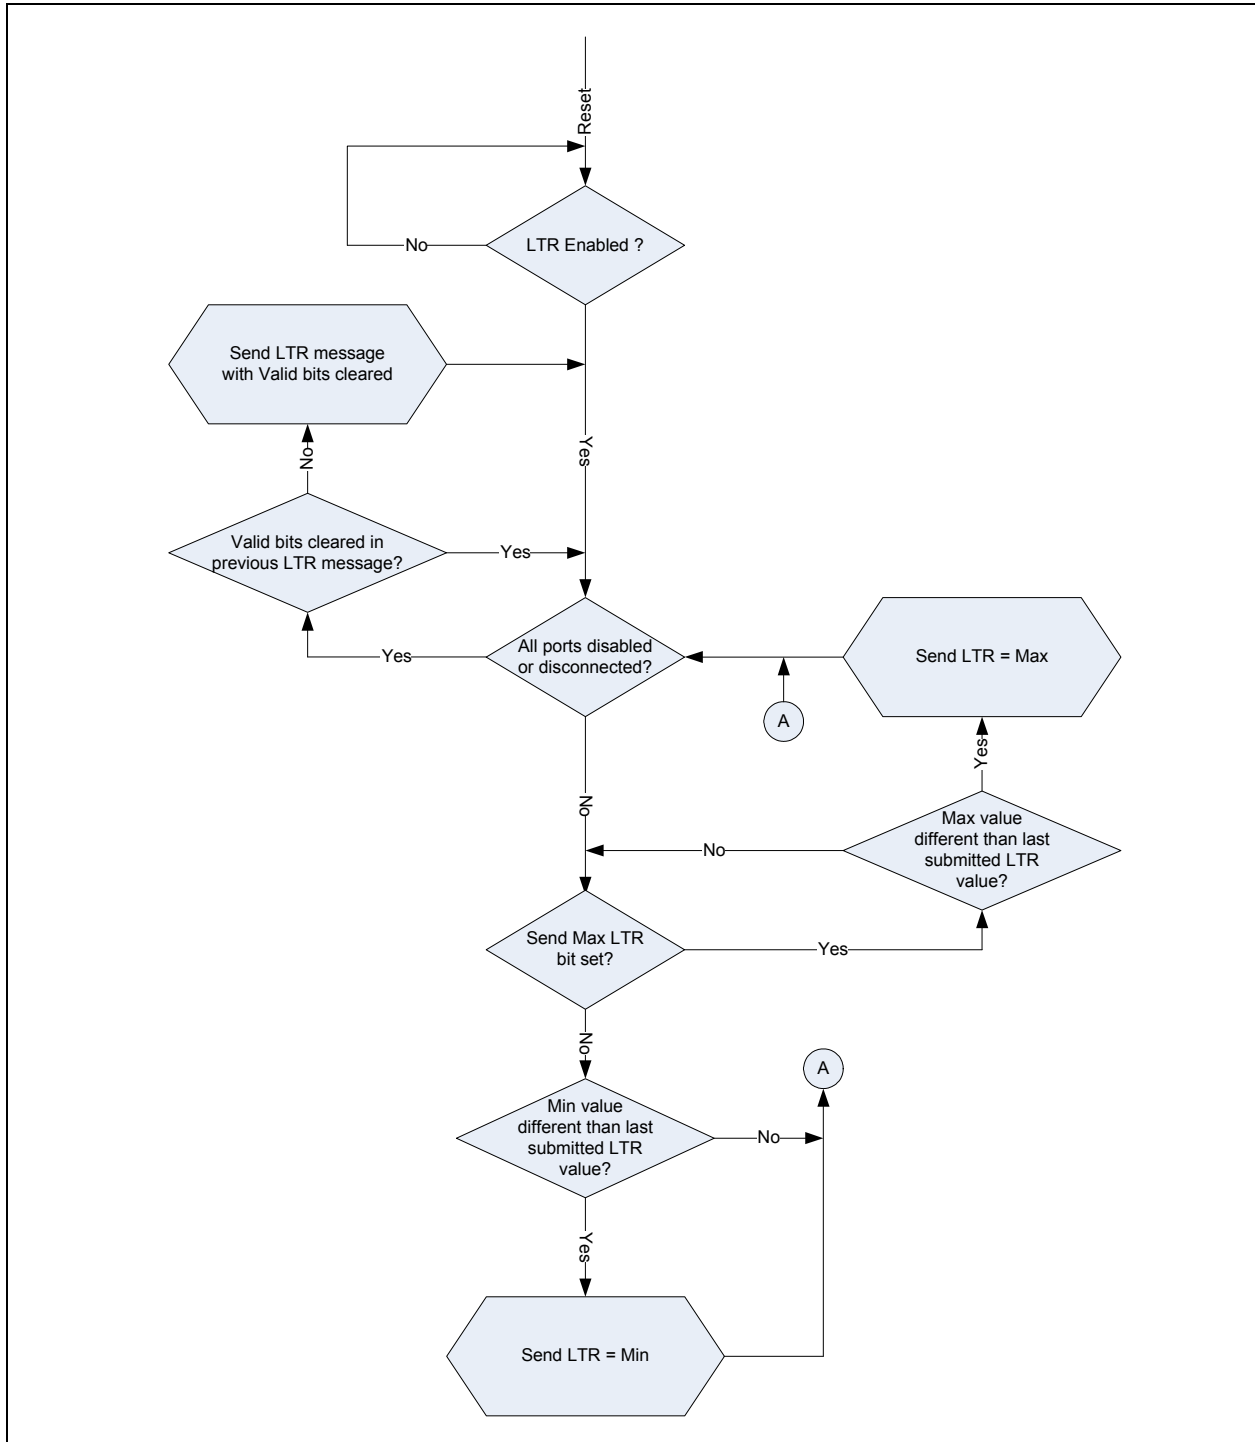 Reset
LTR Enabled ?
No
Send LTR message
with Valid bits cleared
Yes
No
Valid bits cleared in
previous LTR message?
Yes
All ports disabled
or disconnected?
Yes
Send LTR = Max
A
Yes
No
Max value
different than last
submitted LTR
value?
No
Send Max LTR
bit set?
Yes
No
A
Min value
different than last
submitted LTR
value?
No
Yes
Send LTR = Min